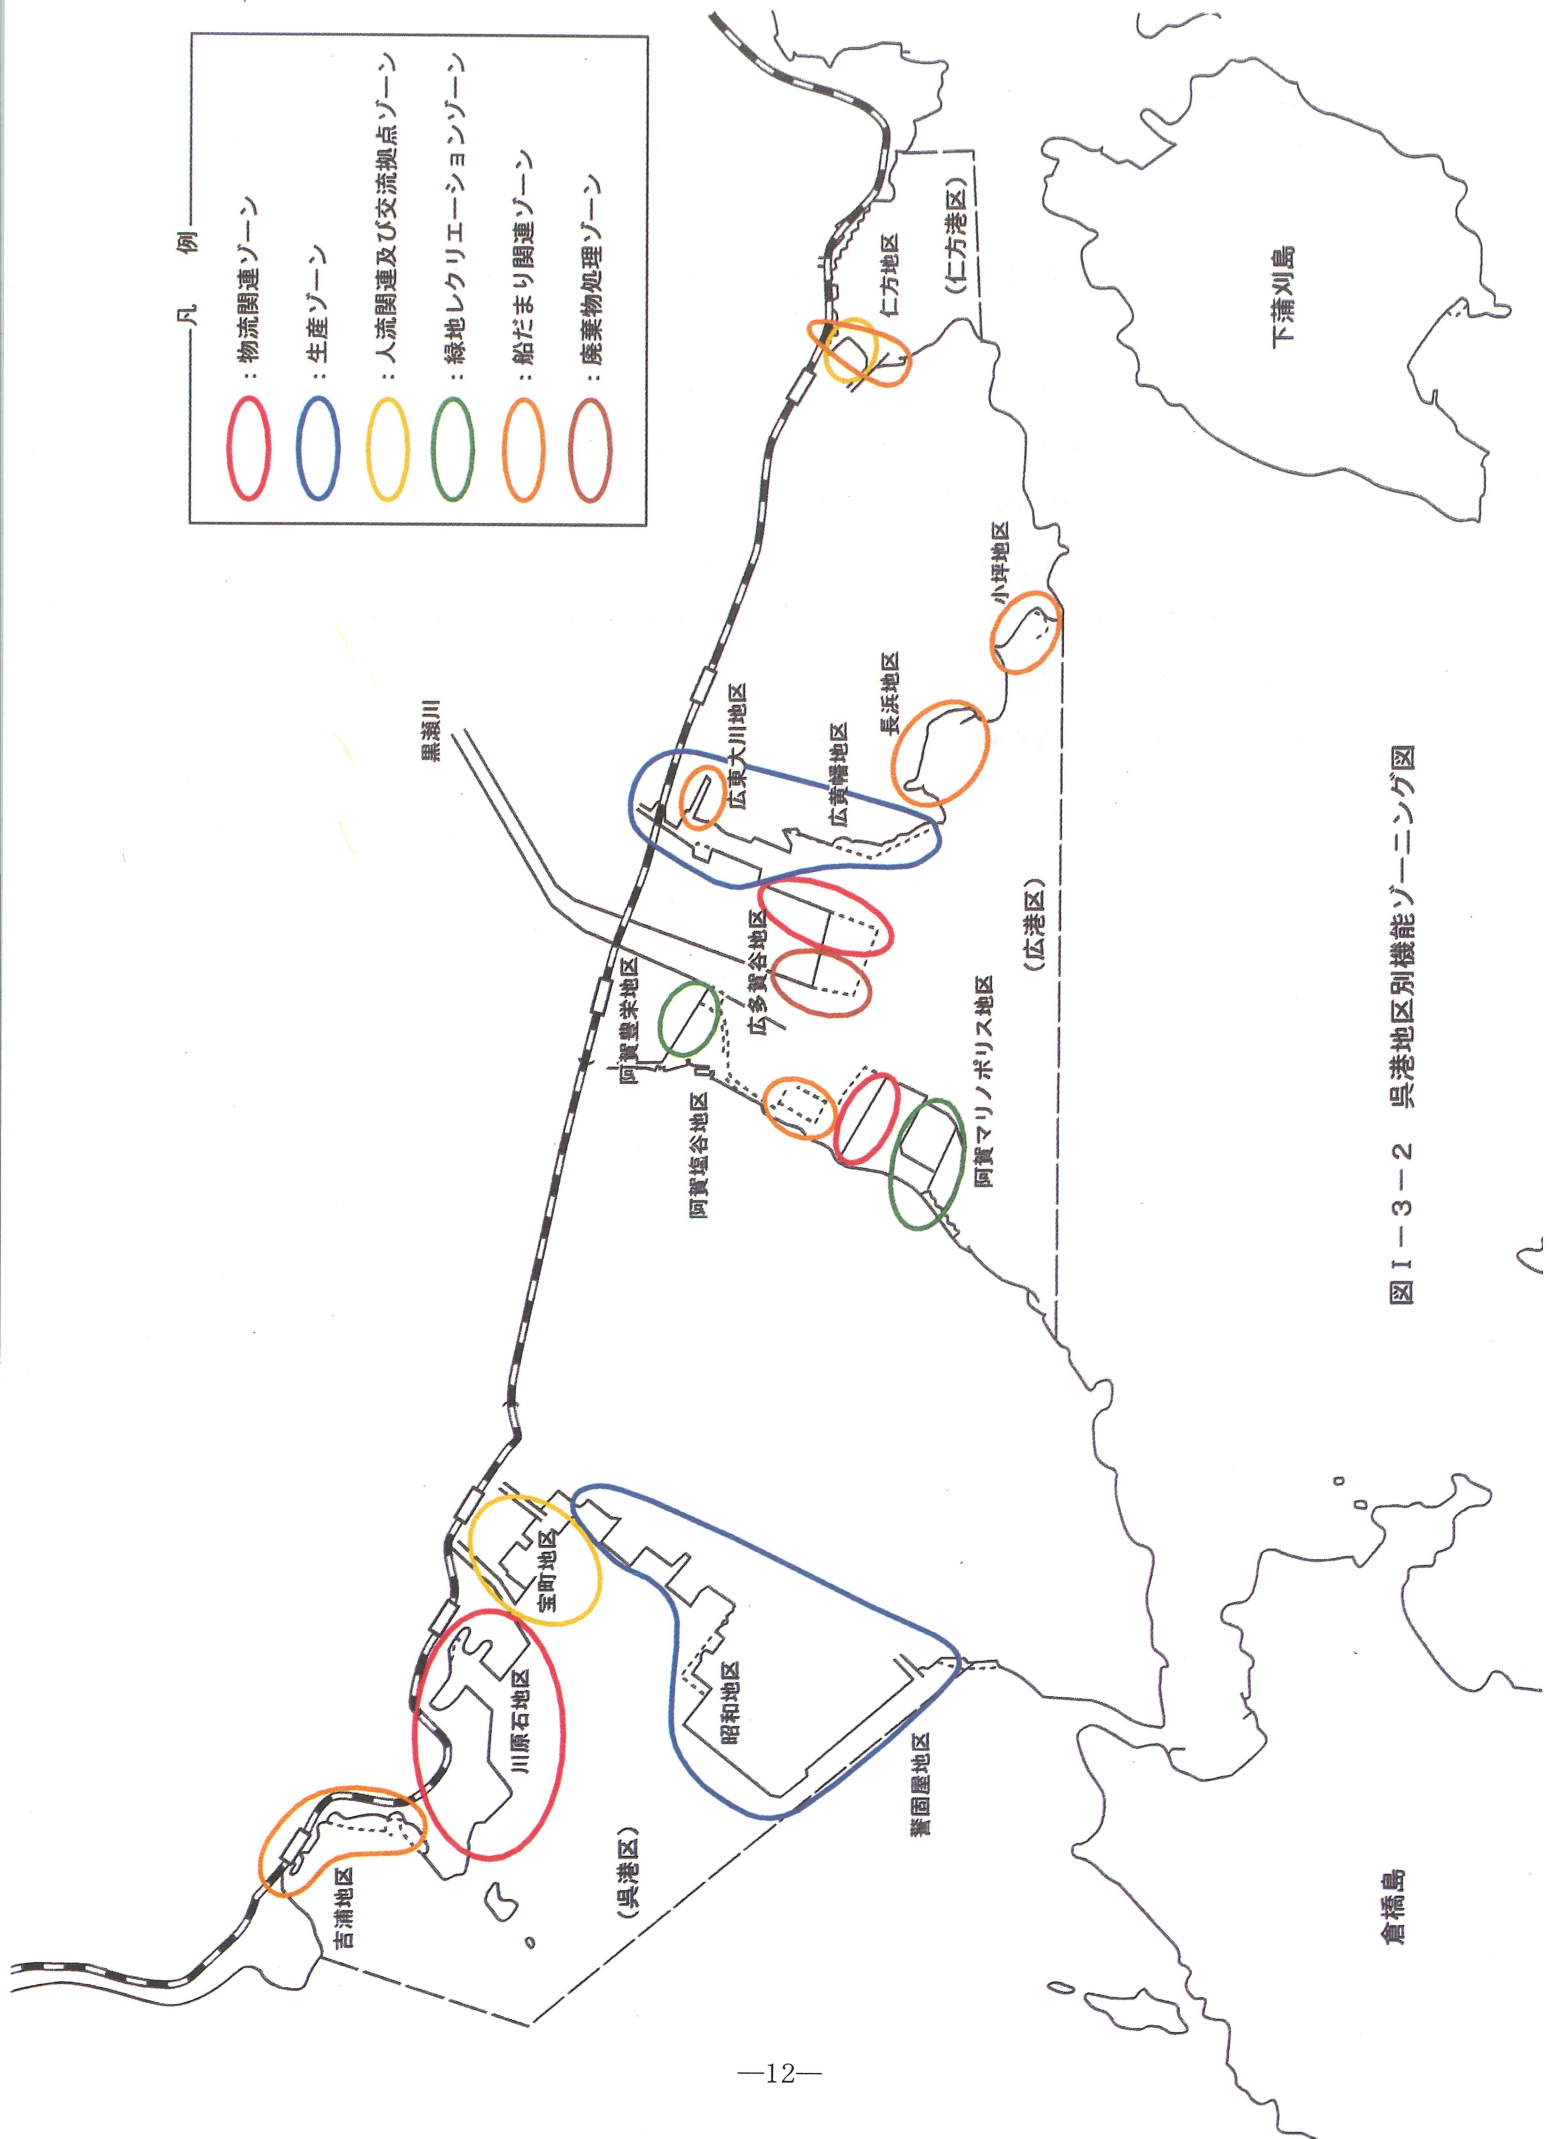 凡 例
：物流関連ゾーン
：生産ゾーン
：人流関連及び交流拠点ゾーン
：緑地レクリエーションゾーン
：船だまり関連ゾーン
：廃棄物処理ゾーン
黒瀬川
吉浦地区
川原石地区
宝町地区
（呉港区）
昭和地区
警固屋地区
阿賀豊栄地区
阿賀塩谷地区
広多賀谷地区
阿賀マリノポリス地区
広東大川地区
広黄幡地区
長浜地区
小坪地区
（広港区）
仁方地区
（仁方港区）
下蒲刈島
倉橋島
図Ｉ－３－２ 呉港地区別機能ゾーニング図
—12—